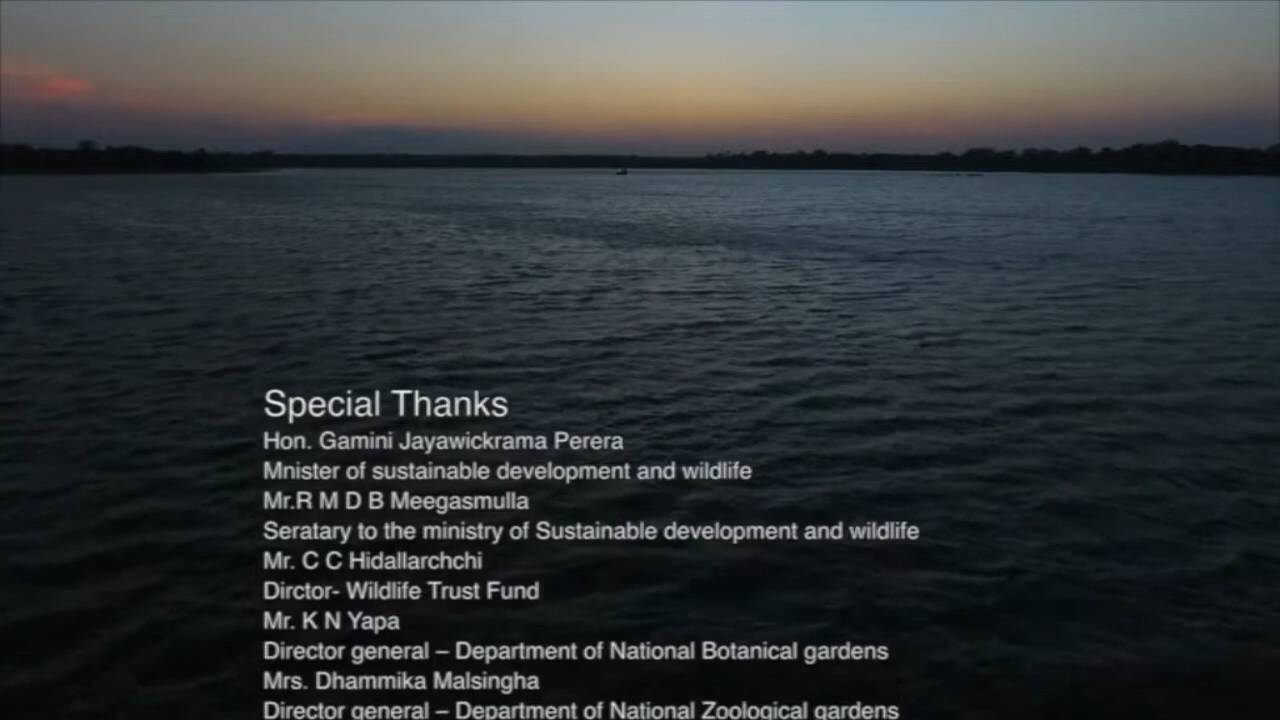 Special Thanks
Hon. Gamini Jayawickrama Perera
Mnister of sustainable development and wildlife
Mr.R M D B Meegasmulla
Seratary to the ministry of Sustainable development and wildlife
Mr. C C Hidallarchchi
Dirctor- Wildlife Trust Fund
Mr. K N Yapa
Director general – Department of National Botanical gardens
Mrs. Dhammika Malsingha
Director general – Department of National Zoological gardens